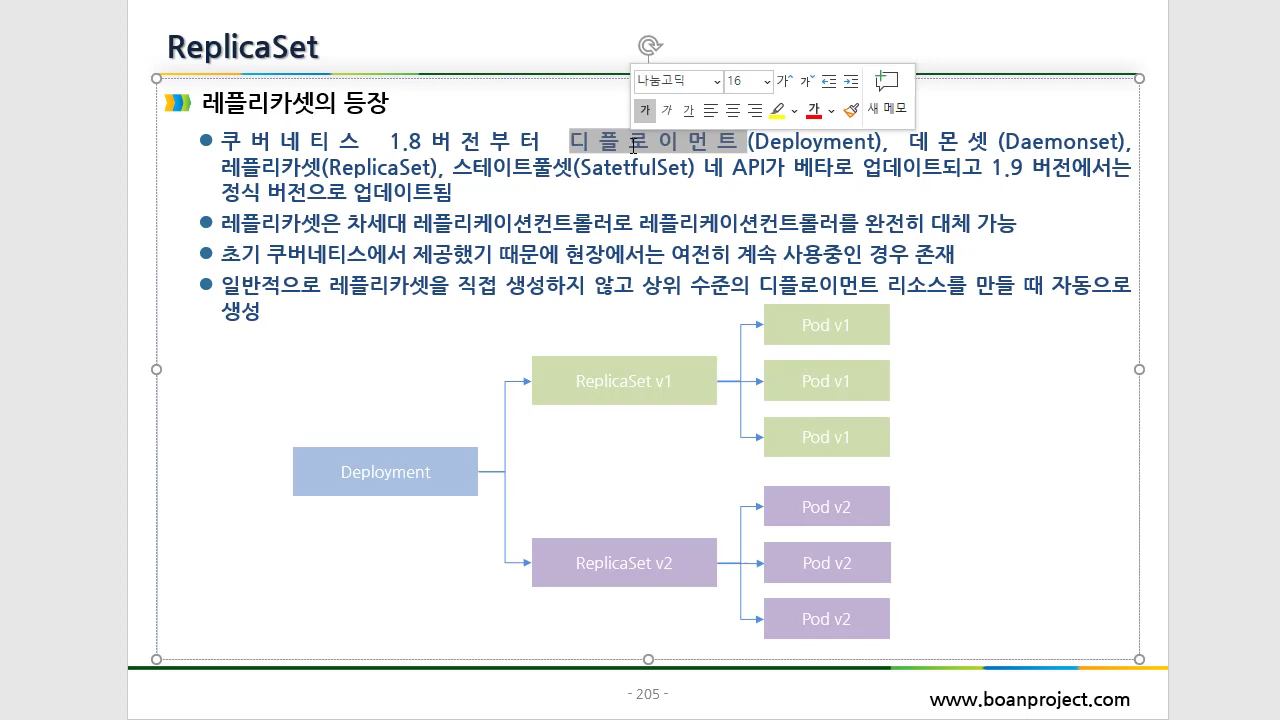 ReplicaSet
나눔고딕 16 가 가
가 가 가 가 새 메모
레플리카셋의 등장
쿠버네티스 1.8버전부터 디플로이먼트(Deployment), 데몬셋(Daemonset),
레플리카셋(ReplicaSet), 스테이트풀셋(SatetfulSet) 네 API가 베타로 업데이트되고 1.9 버전에서는
정식 버전으로 업데이트됨
레플리카셋은 차세대 레플리케이션컨트롤러로 레플리케이션컨트롤러를 완전히 대체 가능
초기 쿠버네티스에서 제공했기 때문에 현장에서는 여전히 계속 사용중인 경우 존재
일반적으로 레플리카셋을 직접 생성하지 않고 상위 수준의 디플로이먼트 리소스를 만들 때 자동으로
생성
Pod v1
ReplicaSet v1
Pod v1
Pod v1
Deployment
Pod v2
ReplicaSet v2
Pod v2
Pod v2
- 205 -
www.boanproject.com